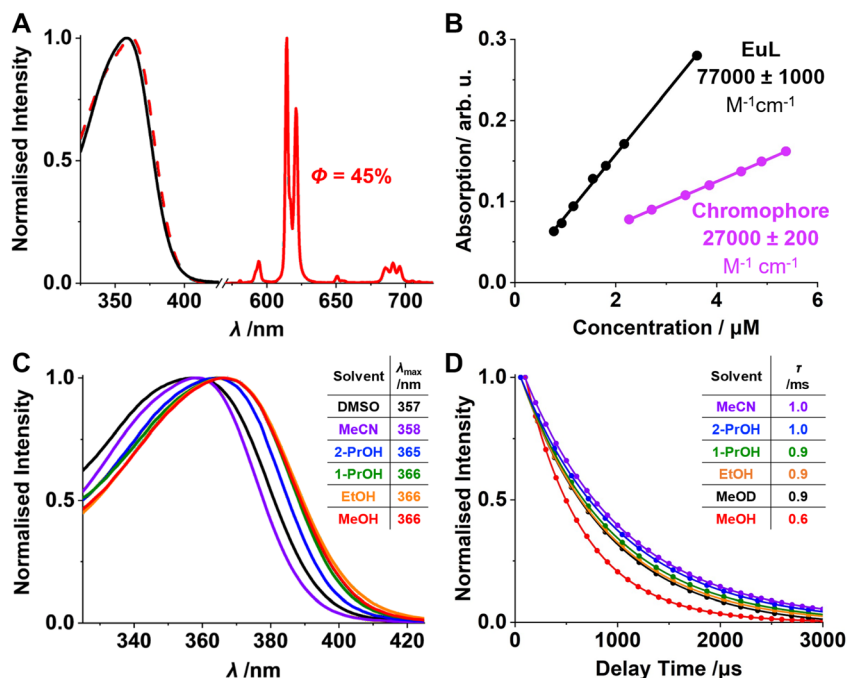 A
Normalised Intensity
1.0
0.5
0.0
Φ = 45%
350 400 600 650 700
λ /nm
B
Absorption/ arb. u.
0.3
0.2
0.1
0.0
EuL
77000 ± 1000
M⁻¹cm⁻¹
Chromophore
27000 ± 200
M⁻¹ cm⁻¹
0 2 4 6
Concentration / µM
C
Normalised Intensity
1.0
0.5
0.0
Solvent λmax /nm
DMSO 357
MeCN 358
2-PrOH 365
1-PrOH 366
EtOH 366
MeOH 366
340 360 380 400 420
λ /nm
D
Normalised Intensity
1.0
0.5
0.0
Solvent τ /ms
MeCN 1.0
2-PrOH 1.0
1-PrOH 0.9
EtOH 0.9
MeOD 0.9
MeOH 0.6
0 1000 2000 3000
Delay Time /µs